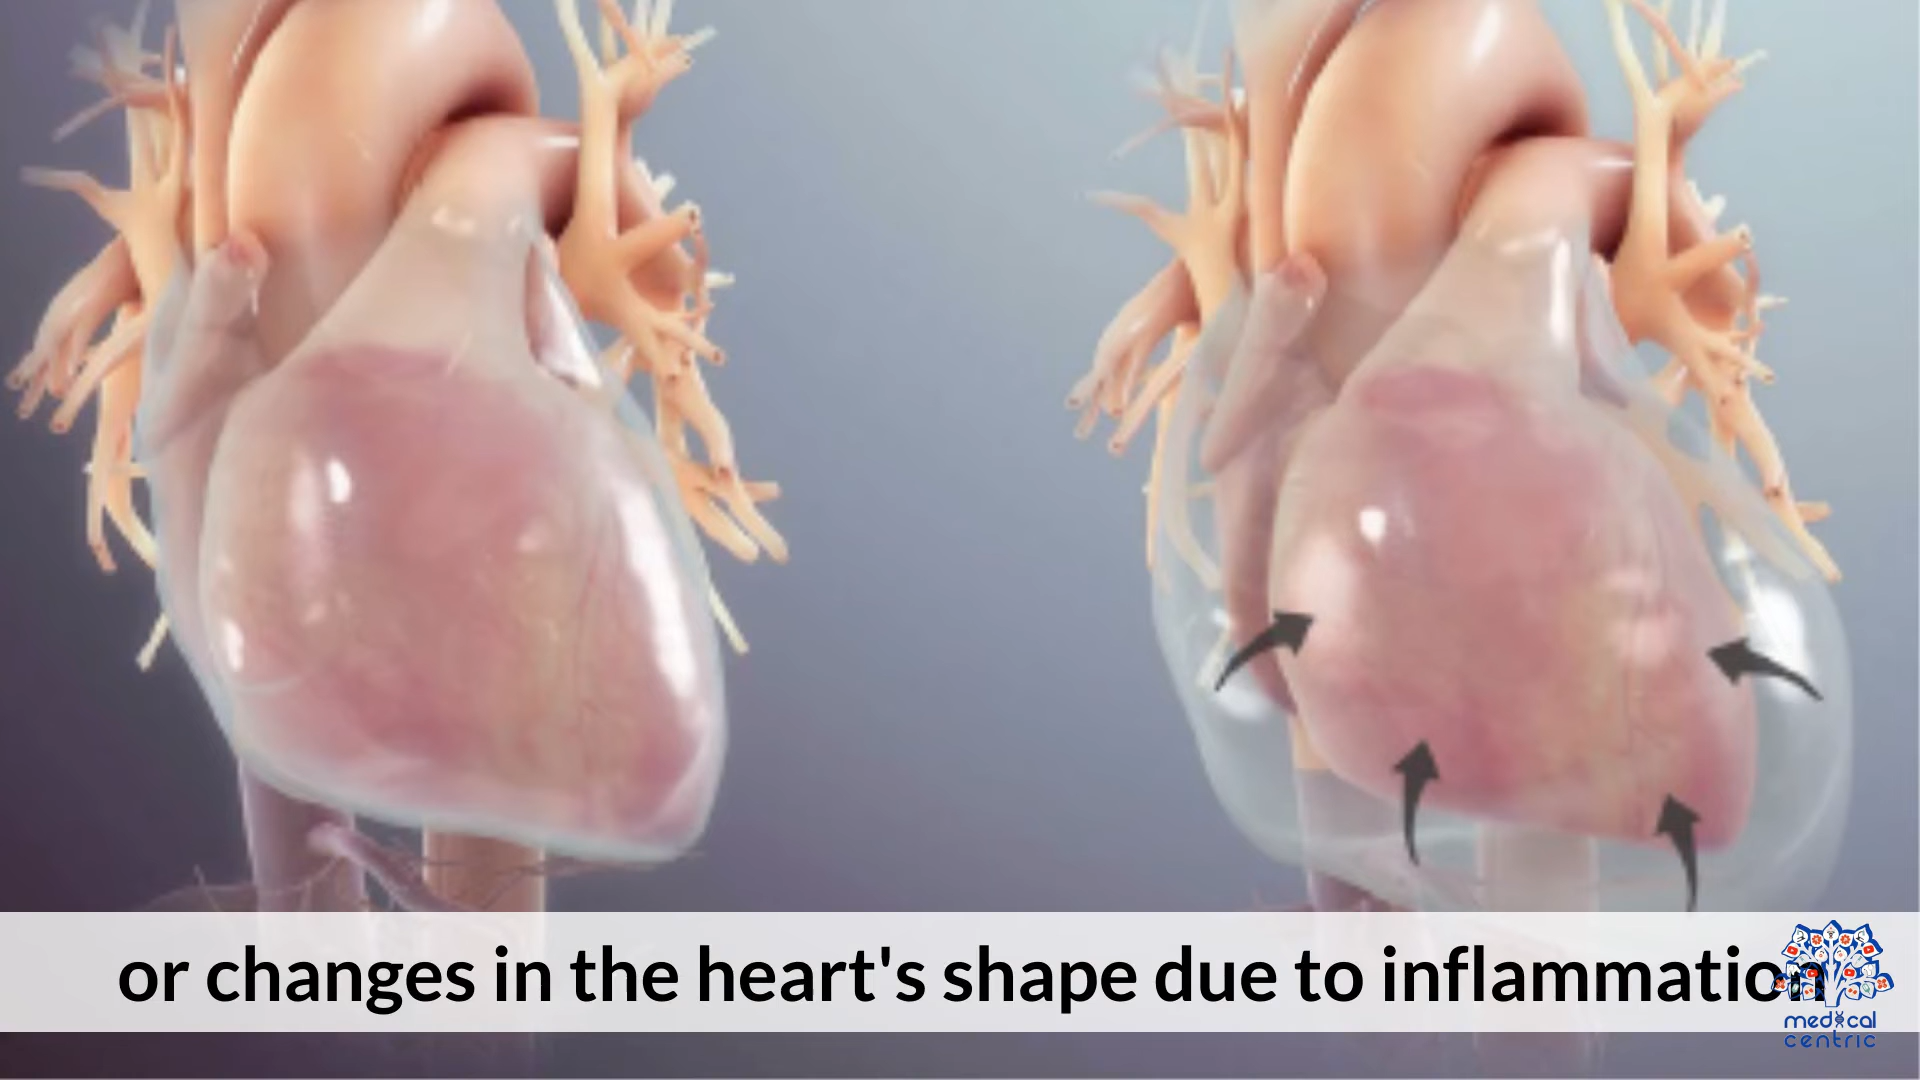 or changes in the heart's shape due to inflammation
medical
centric